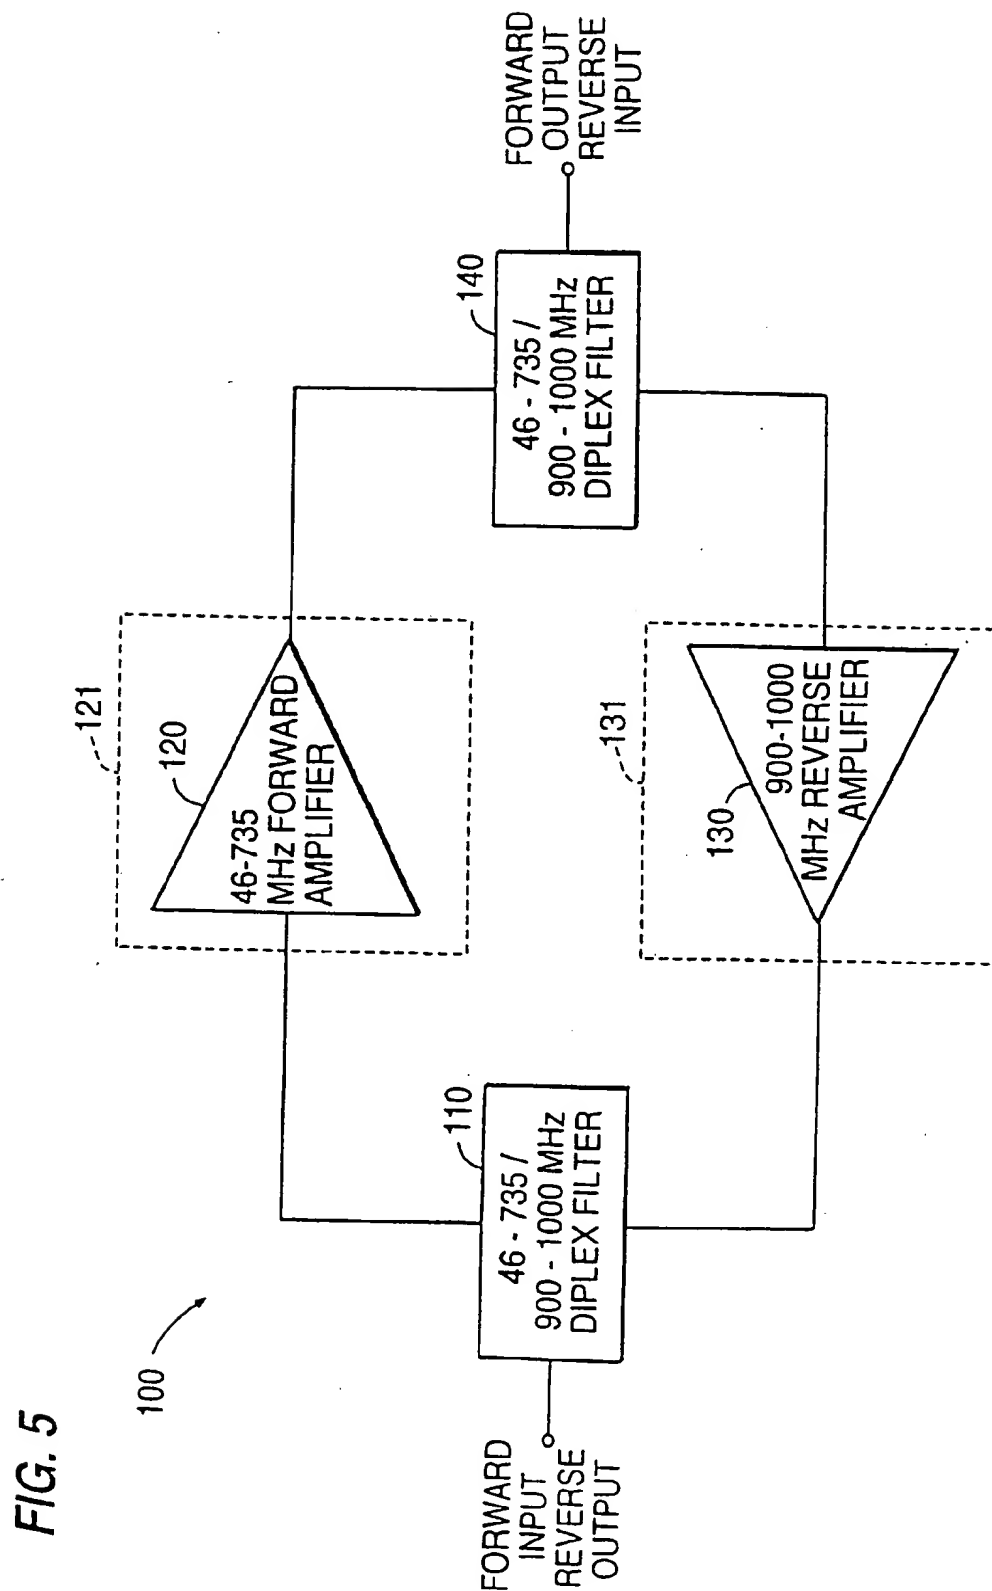 FIG. 5
100
FORWARD
INPUT
REVERSE
OUTPUT
110
46 - 735 /
900 - 1000 MHz
DIPLEX FILTER
121
120
46-735
MHz FORWARD
AMPLIFIER
131
130
900-1000
MHz REVERSE
AMPLIFIER
140
46 - 735 /
900 - 1000 MHz
DIPLEX FILTER
FORWARD
OUTPUT
REVERSE
INPUT